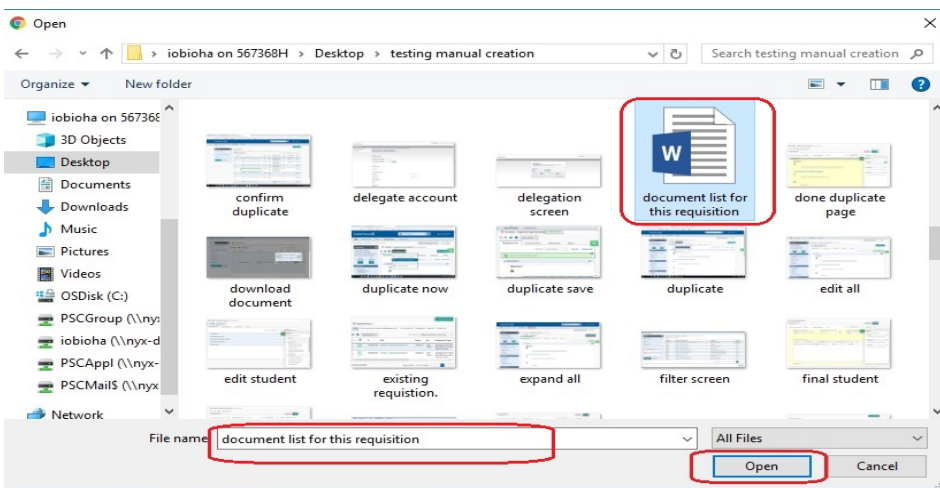 Open
iobioha on 567368H > Desktop > testing manual creation
Search testing manual creation
Organize
New folder
iobioha on 567368
3D Objects
Desktop
Documents
Downloads
Music
Pictures
Videos
OSDisk (C:)
PSCGroup (\\nyx
iobioha (\\nyx-d
PSCAppl (\\nyx-
PSCMail$ (\\nyx
Network
confirm
duplicate
delegate account
delegation
screen
W
document list for
this requisition
done duplicate
page
download
document
duplicate now
duplicate save
duplicate
edit all
edit student
existing
requistion.
expand all
filter screen
final student
File name
document list for this requisition
All Files
Open
Cancel